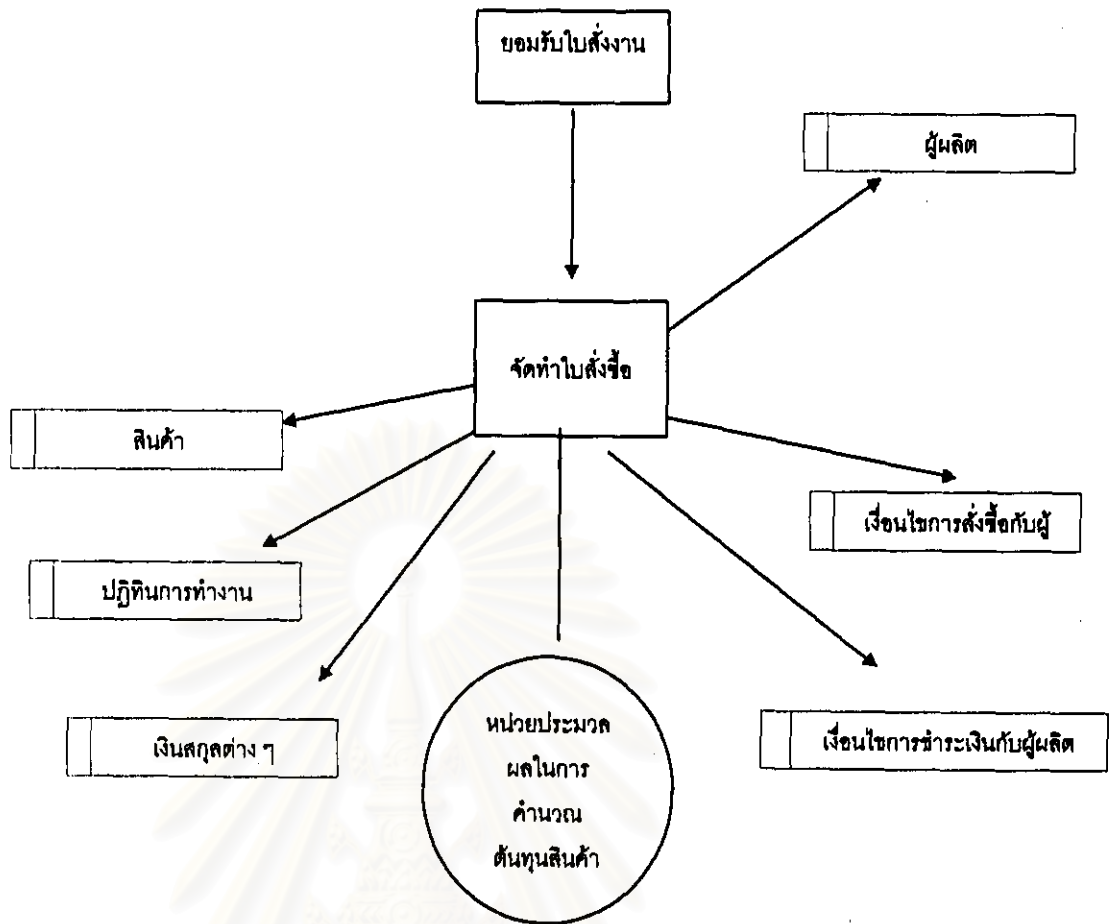 ยอมรับใบสั่งงาน
ผู้ผลิต
จัดทำใบสั่งซื้อ
สินค้า
เงื่อนไขการสั่งซื้อกับผู้
ปฏิทินการทำงาน
เงินสกุลต่าง ๆ
หน่วยประมวล
ผลในการ
คำนวณ
ต้นทุนสินค้า
เงื่อนไขการชำระเงินกับผู้ผลิต